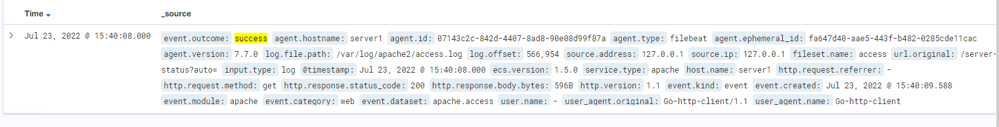 Time _source
Jul 23, 2022 @ 15:40:08.000 event.outcome: success agent.hostname: server1 agent.id: 07143c2c-842d-4407-8ad8-90e08d99f87a agent.type: filebeat agent.ephemeral_id: fa647d40-aae5-443f-b482-0285cde11cac
agent.version: 7.7.0 log.file.path: /var/log/apache2/access.log log.offset: 566,954 source.address: 127.0.0.1 source.ip: 127.0.0.1 fileset.name: access url.original: /server-
status?auto= input.type: log @timestamp: Jul 23, 2022 @ 15:40:08.000 ecs.version: 1.5.0 service.type: apache host.name: server1 http.request.referrer: -
http.request.method: get http.response.status_code: 200 http.response.body.bytes: 596B http.version: 1.1 event.kind: event event.created: Jul 23, 2022 @ 15:40:09.588
event.module: apache event.category: web event.dataset: apache.access user.name: - user_agent.original: Go-http-client/1.1 user_agent.name: Go-http-client